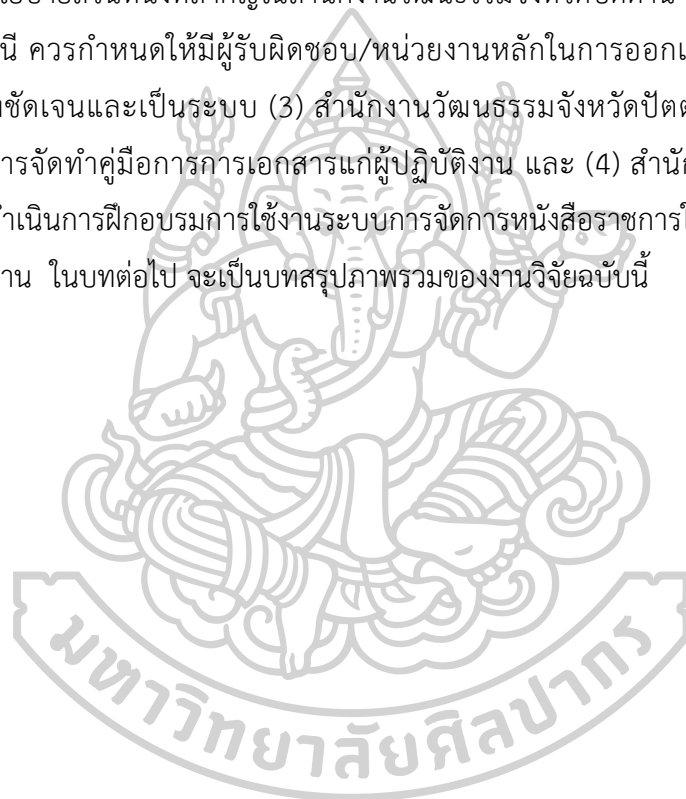 นี ควรกำหนดให้มีผู้รับผิดชอบ/หน่วยงานหลักในการออกเ
ชัดเจนและเป็นระบบ (3) สำนักงานวัฒนธรรมจังหวัดปัตต
ารจัดทำคู่มือการการเอกสารแก่ผู้ปฏิบัติงาน และ (4) สำนัก
ำเนินการฝึกอบรมการใช้งานระบบการจัดการหนังสือราชการใ
าน ในบทต่อไป จะเป็นบทสรุปภาพรวมของงานวิจัยฉบับนี้
มหาวิทยาลัยศิลปากร